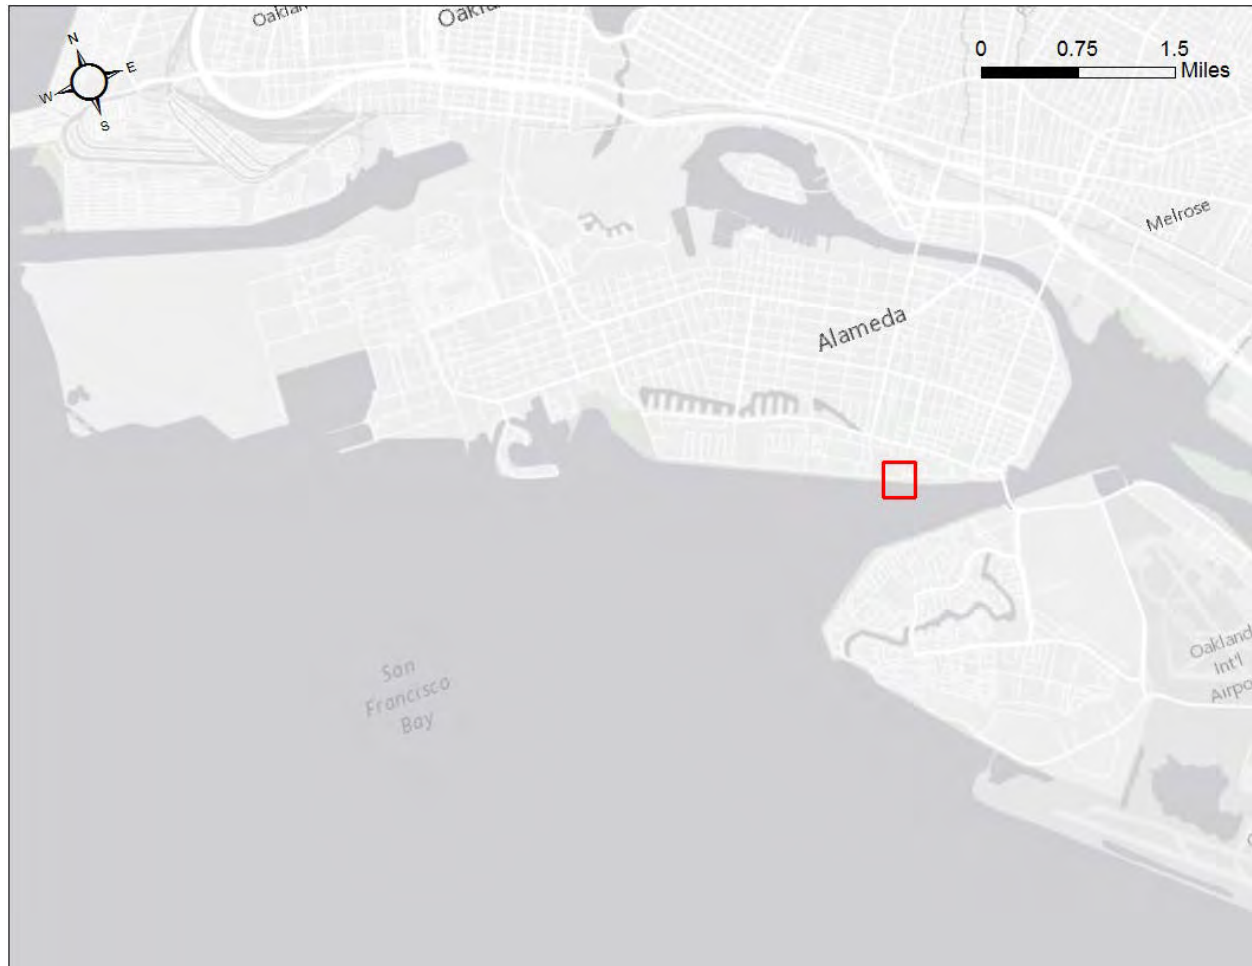 Oakland
N
E
W
S
0 0.75 1.5
Miles
Melrose
Alameda
San
Francisco
Bay
Oakland
Int'l